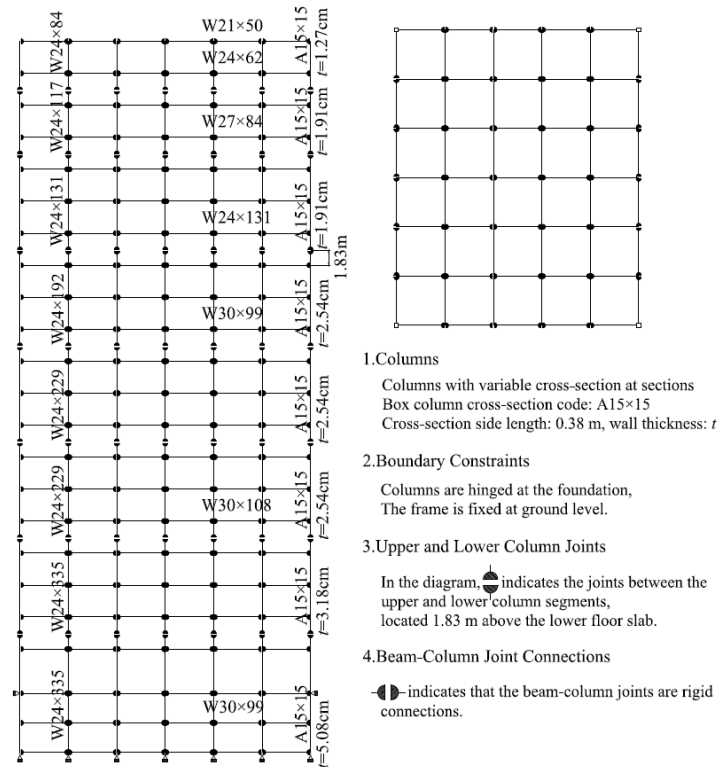 W24×84
W21×50
W24×62
A15×15
t=1.27cm
W24×117
W27×84
A15×15
t=1.91cm
W24×131
W24×131
A15×15
t=1.91cm
1.83m
W24×192
W30×99
A15×15
t=2.54cm
W24×229
A15×15
t=2.54cm
W24×229
W30×108
A15×15
t=2.54cm
W24×335
A15×15
t=3.18cm
W24×335
W30×99
A15×15
t=5.08cm
1.Columns
Columns with variable cross-section at sections
Box column cross-section code: A15×15
Cross-section side length: 0.38 m, wall thickness: t
2.Boundary Constraints
Columns are hinged at the foundation,
The frame is fixed at ground level.
3.Upper and Lower Column Joints
In the diagram, indicates the joints between the
upper and lower column segments,
located 1.83 m above the lower floor slab.
4.Beam-Column Joint Connections
indicates that the beam-column joints are rigid
connections.